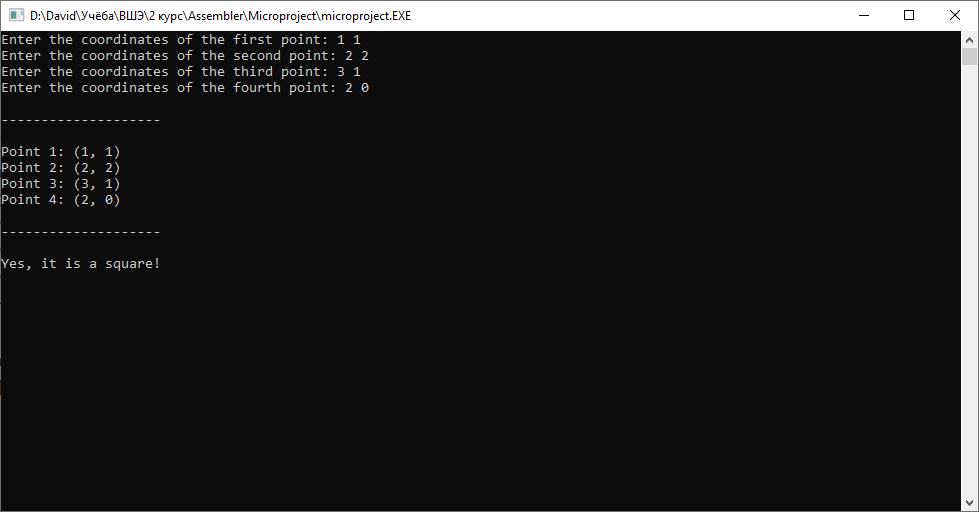 D:\David\Учёба\ВШЭ\2 курс\Assembler\Microproject\microproject.EXE
Enter the coordinates of the first point: 1 1
Enter the coordinates of the second point: 2 2
Enter the coordinates of the third point: 3 1
Enter the coordinates of the fourth point: 2 0
--------------------
Point 1: (1, 1)
Point 2: (2, 2)
Point 3: (3, 1)
Point 4: (2, 0)
--------------------
Yes, it is a square!